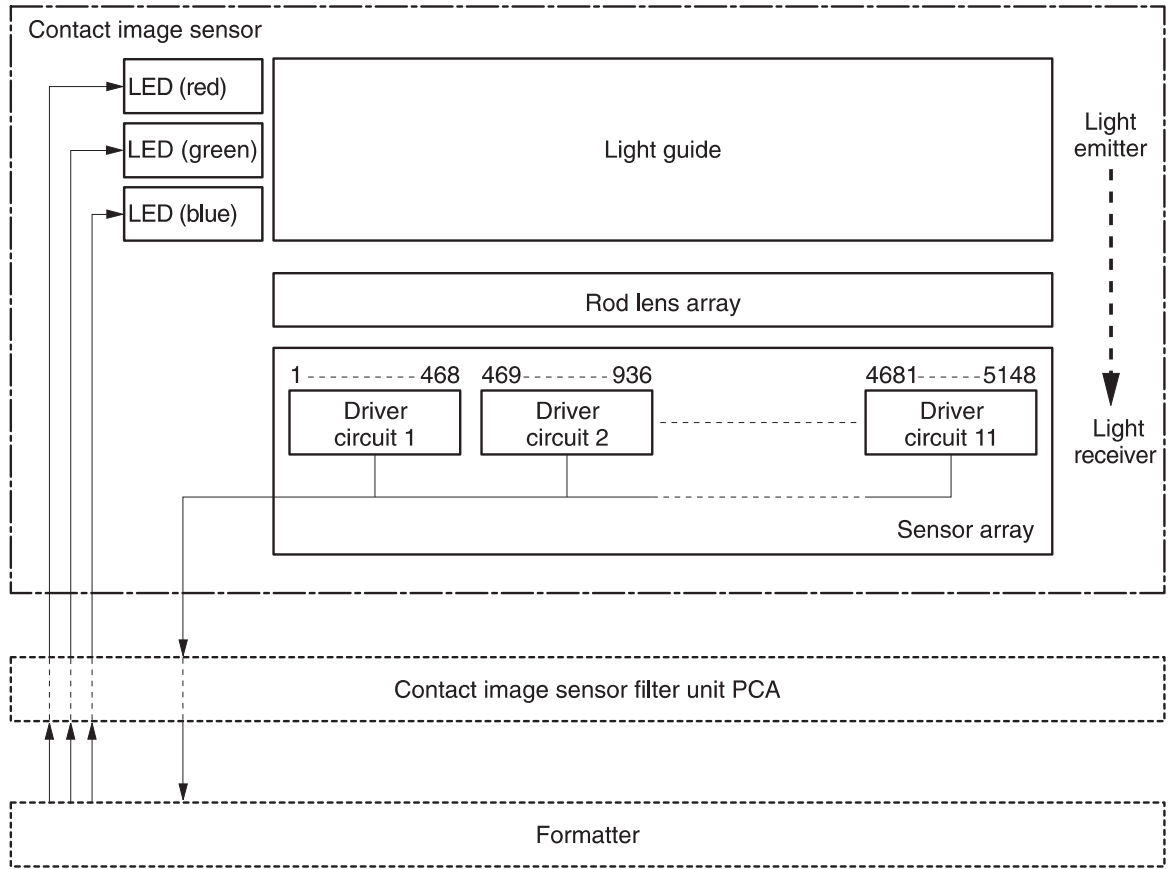 Contact image sensor
LED (red)
LED (green)
LED (blue)
Light guide
Light
emitter
Rod lens array
1 468 469 936 4681 5148
Driver
circuit 1
Driver
circuit 2
Driver
circuit 11
Light
receiver
Sensor array
Contact image sensor filter unit PCA
Formatter